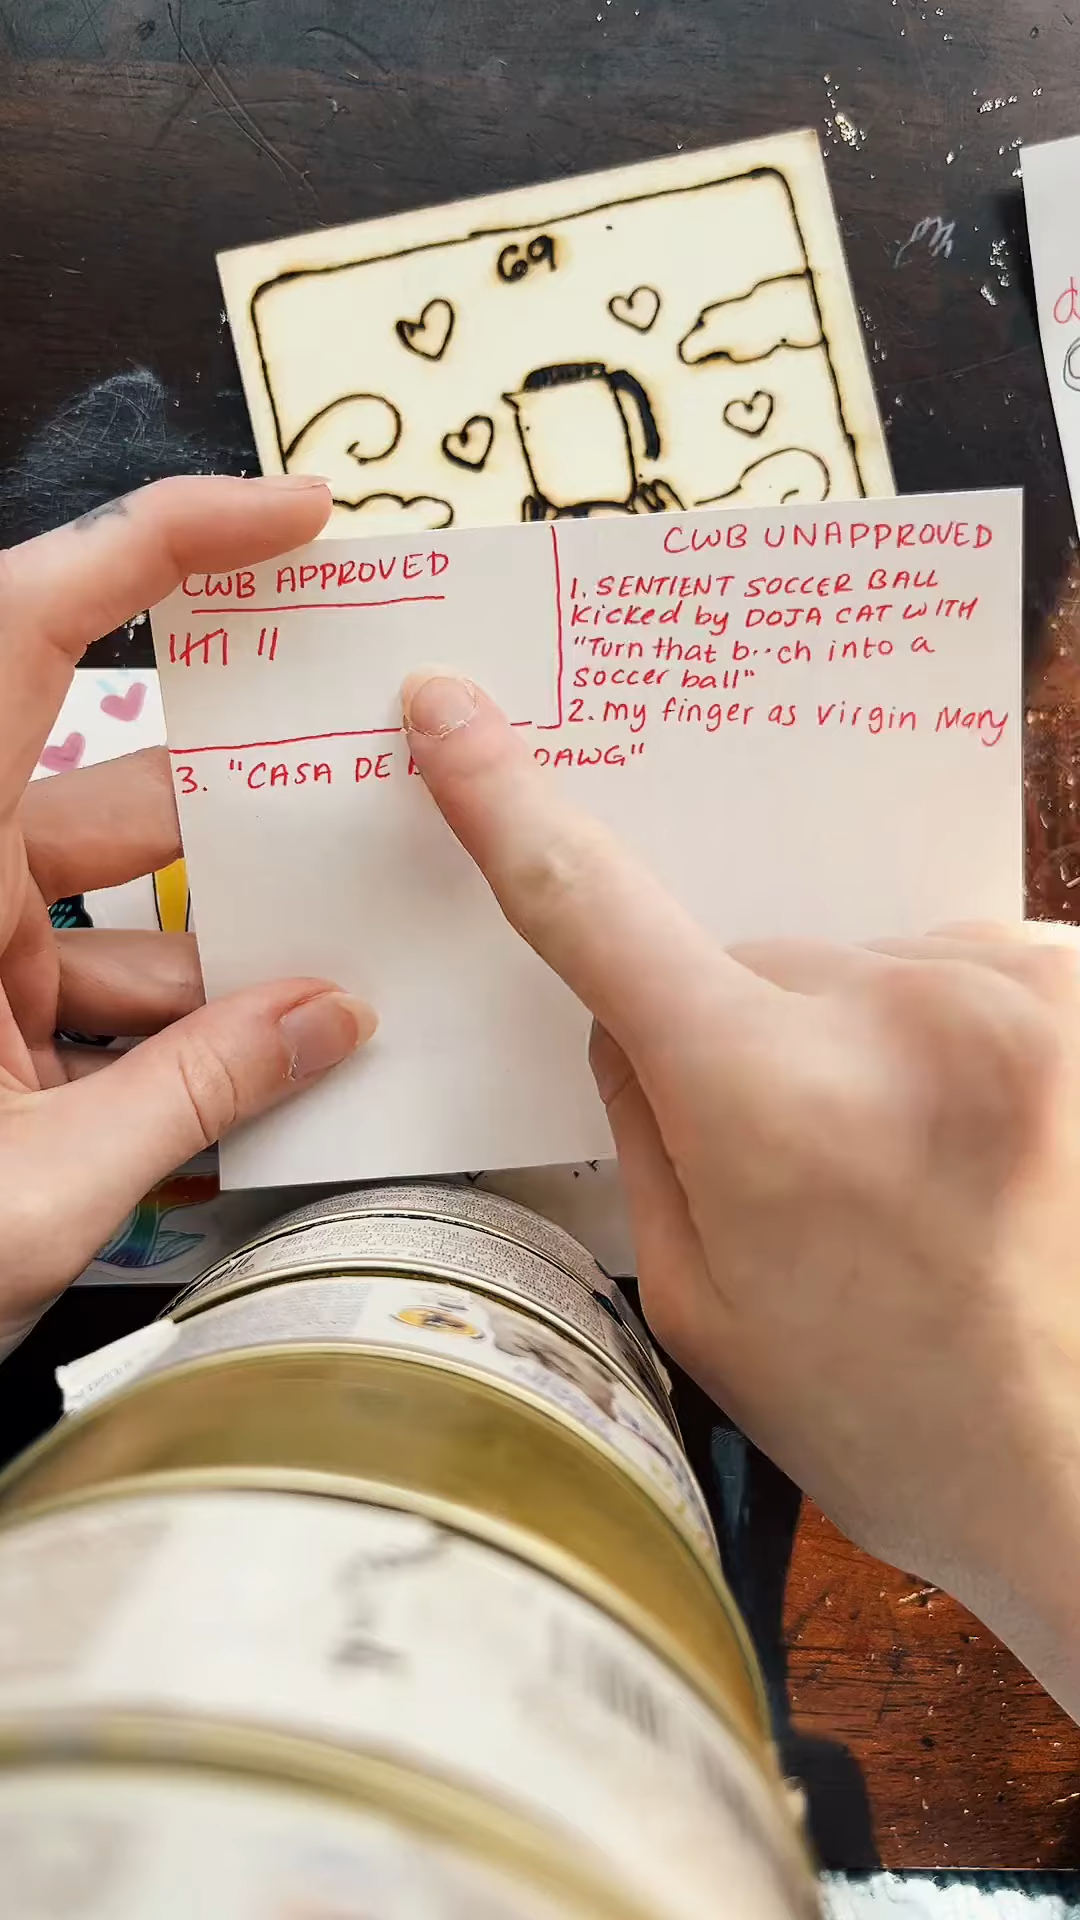 69
CWB APPROVED
CWB UNAPPROVED
1. SENTIENT SOCCER BALL
Kicked by DOJA CAT WITH
"Turn that b..ch into a
soccer ball"
2. my finger as Virgin Mary
3. "CASA DE DAWG"